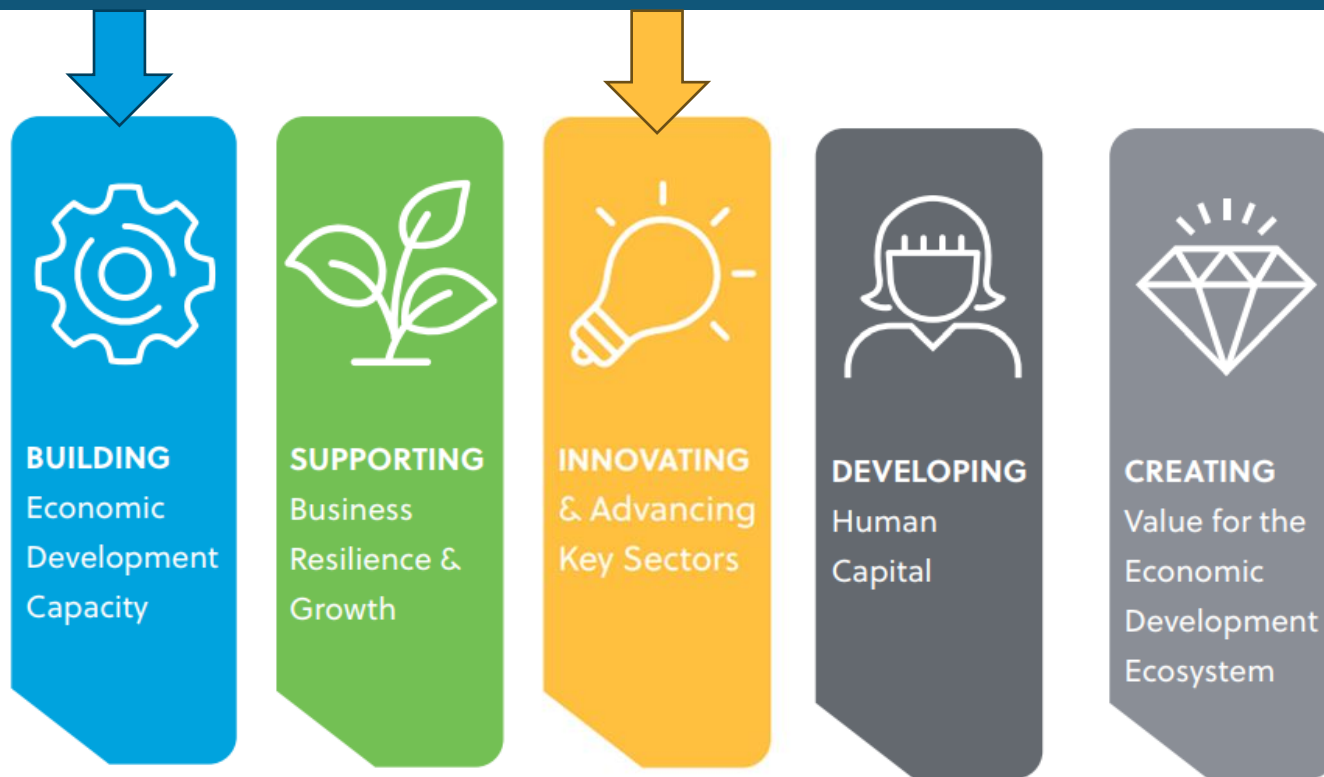 BUILDING
Economic
Development
Capacity
SUPPORTING
Business
Resilience &
Growth
INNOVATING
& Advancing
Key Sectors
DEVELOPING
Human
Capital
CREATING
Value for the
Economic
Development
Ecosystem